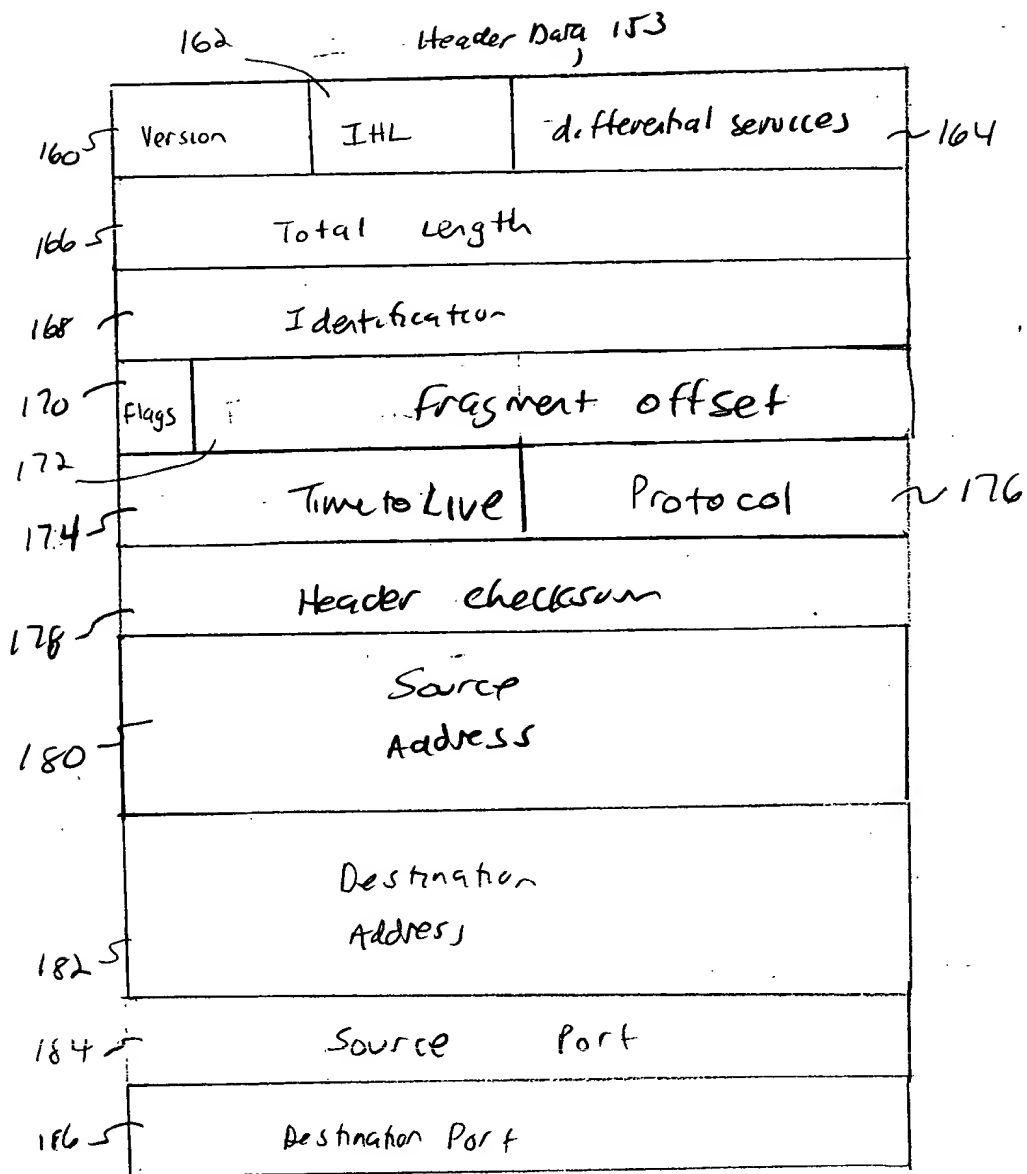 162
Header Data 153
160 Version IHL differential services 164
166 Total Length
168 Identification
170 Flags Fragment offset
172
174 Time to Live Protocol 176
178 Header checksum
180 Source
Address
Destination
182 Address
184 Source Port
186 Destination Port